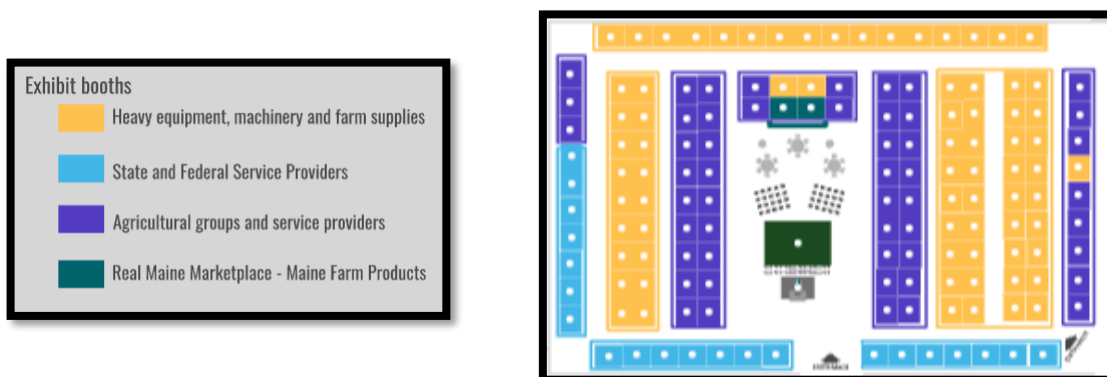 Exhibit booths
Heavy equipment, machinery and farm supplies
State and Federal Service Providers
Agricultural groups and service providers
Real Maine Marketplace - Maine Farm Products